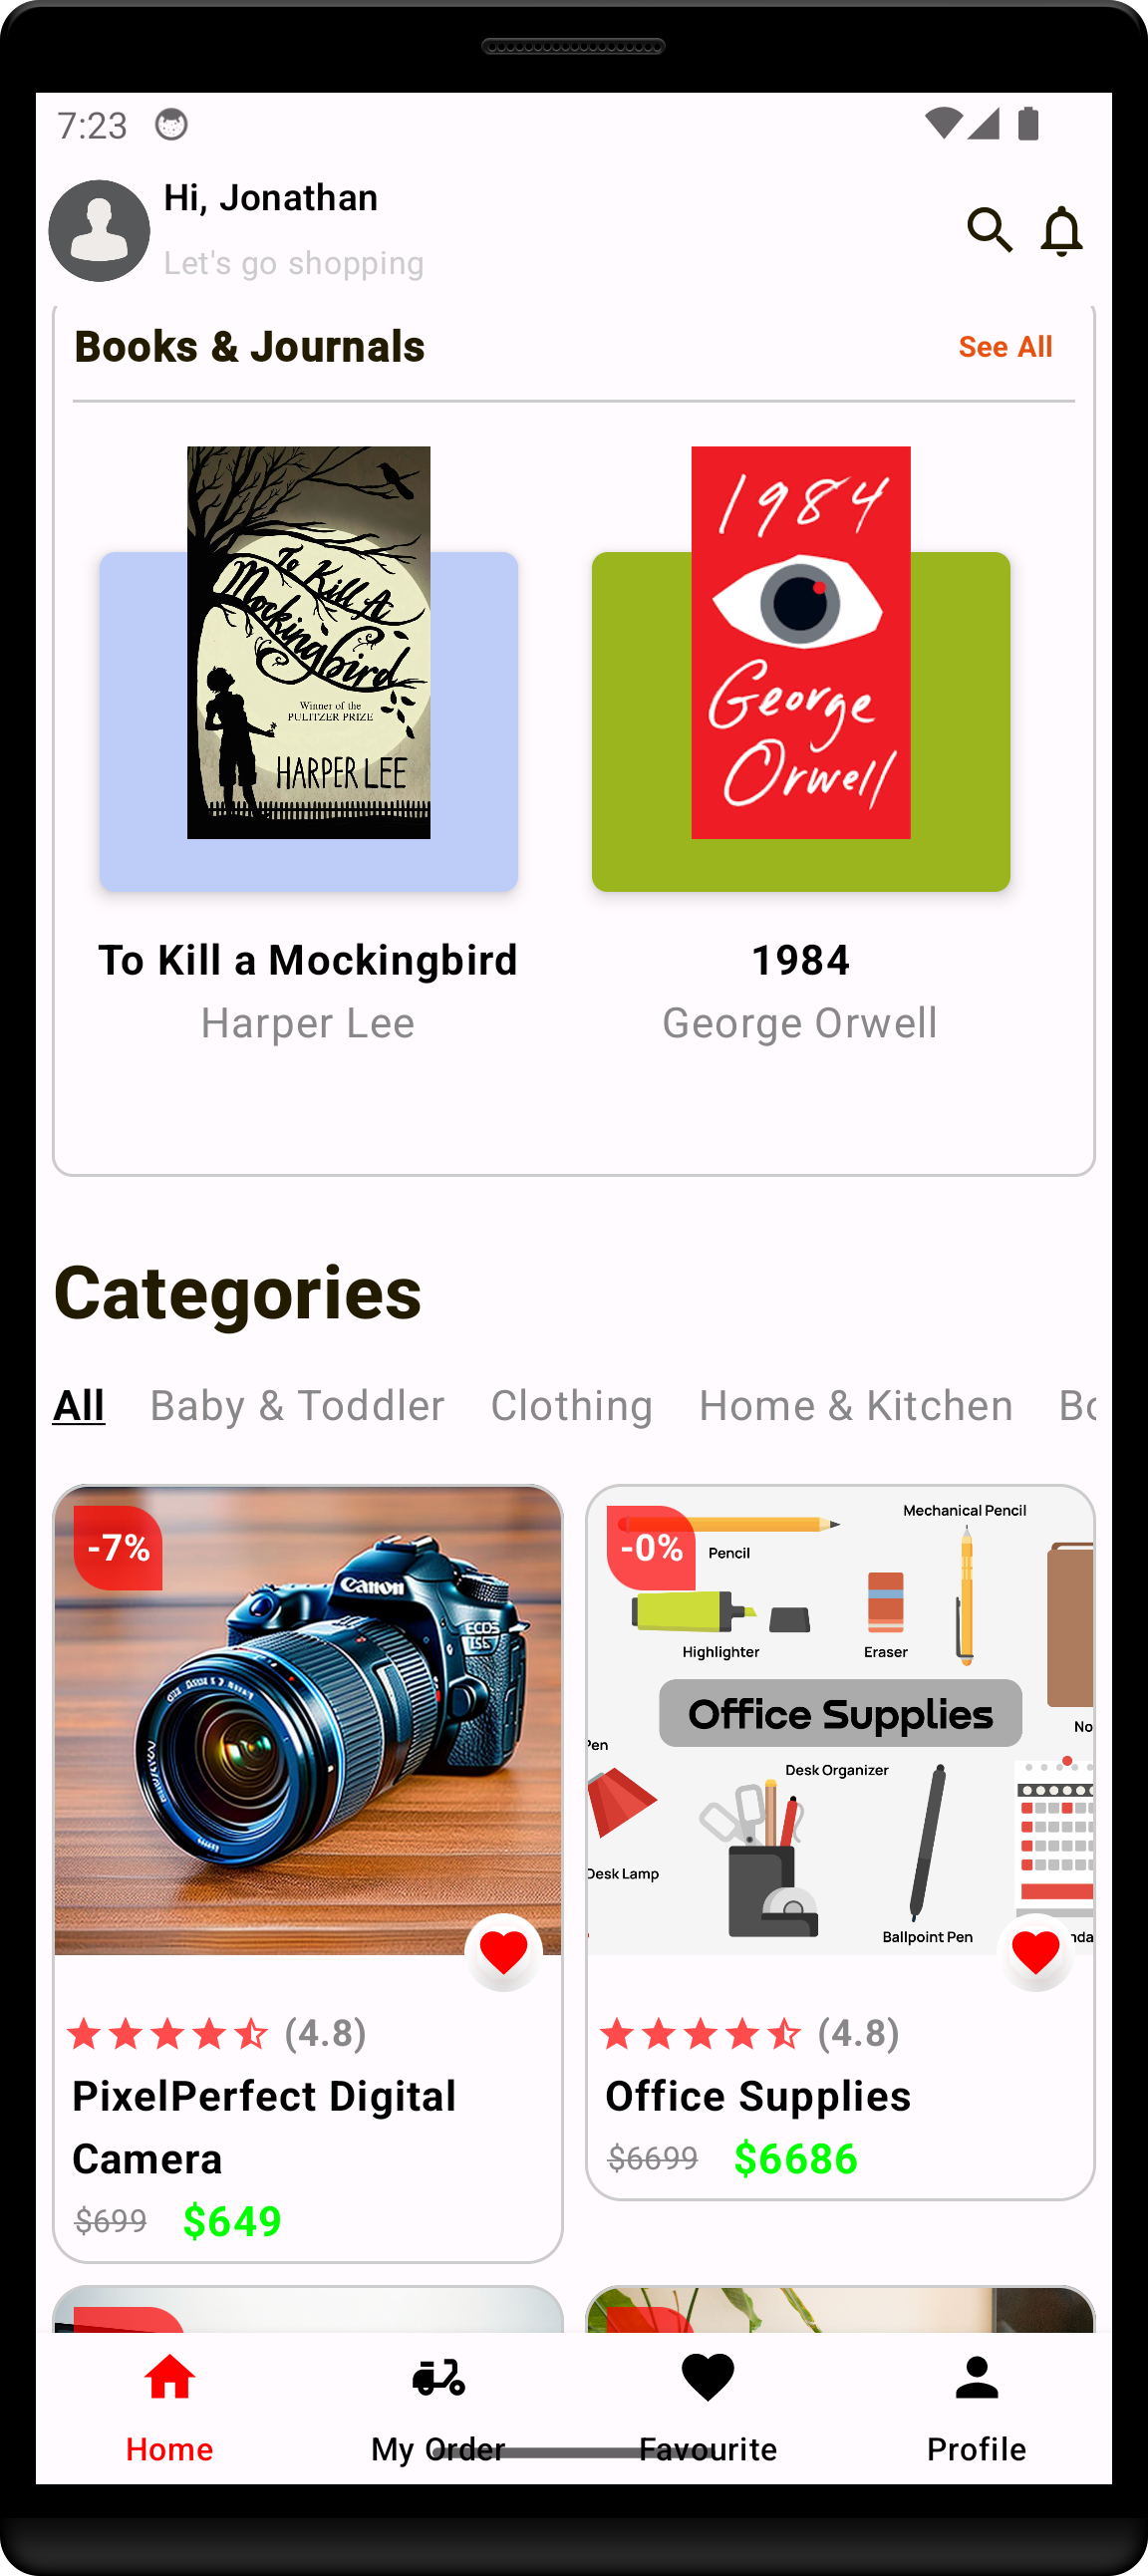 7:23
Hi, Jonathan
Let's go shopping
Books & Journals
See All
To Kill A
Mockingbird
Winner of the
PULITZER PRIZE
HARPER LEE
1984
George
Orwell
To Kill a Mockingbird
1984
Harper Lee
George Orwell
Categories
All Baby & Toddler Clothing Home & Kitchen Bo
-7%
Canon
-0%
Mechanical Pencil
Pencil
Highlighter
Eraser
Office Supplies
No
Pen
Desk Organizer
Desk Lamp
Ballpoint Pen
nda
(4.8)
PixelPerfect Digital
Camera
$699 $649
(4.8)
Office Supplies
$6699 $6686
Home
My Order
Favourite
Profile